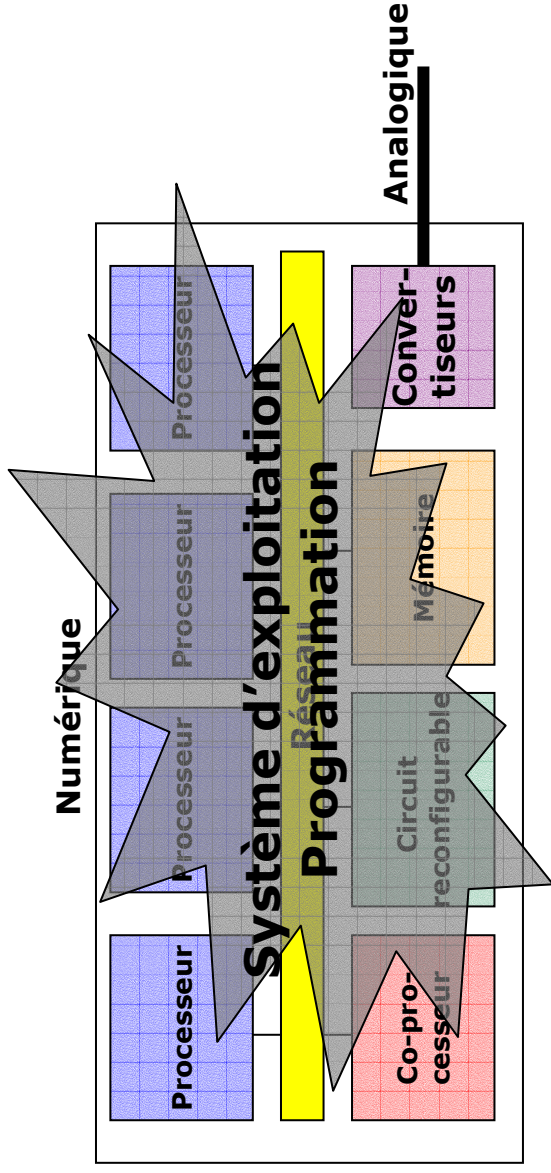 Numérique
Analogique
Processeur
Processeur
Processeur
Processeur
Système d’exploitation
Réseau
Programmation
Co-pro-
cesseur
Circuit
reconfigurable
Mémoire
Conver-
tiseurs